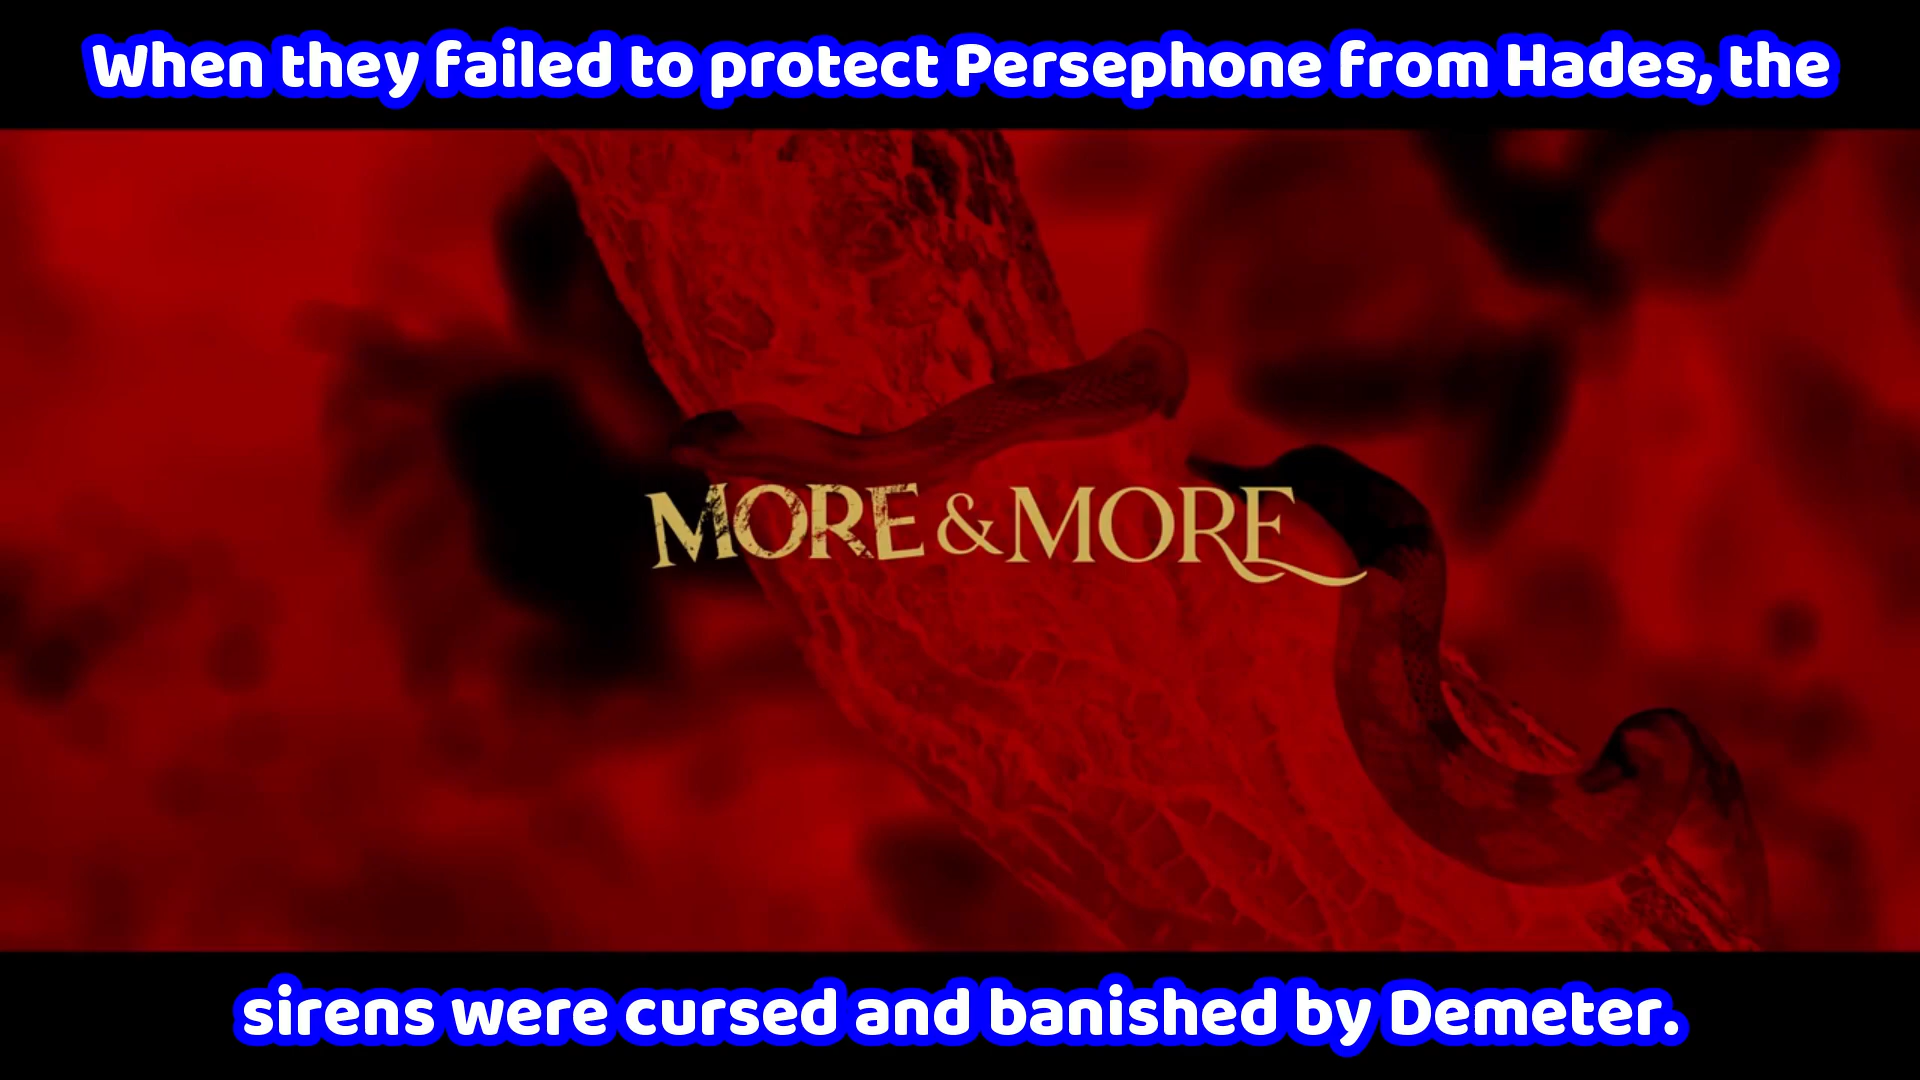 When they failed to protect Persephone from Hades, the
MORE & MORE
sirens were cursed and banished by Demeter.